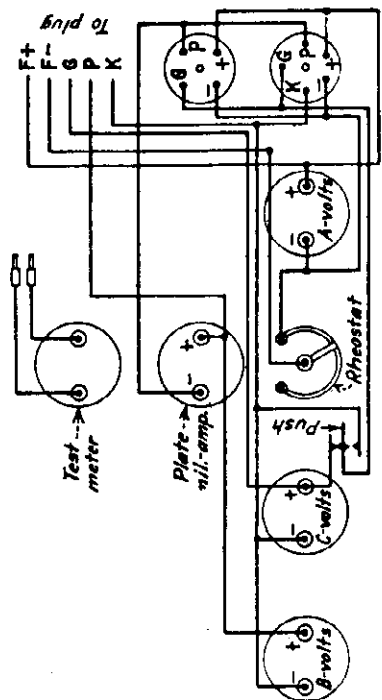 To plug
F+
F-
G
P
K
G
P
-
+
G
P
K
-
+
Test
meter
Plate
mil.-amp.
-
+
-
+
A-volts
Rheostat
Push
-
+
C-volts
-
+
B-volts